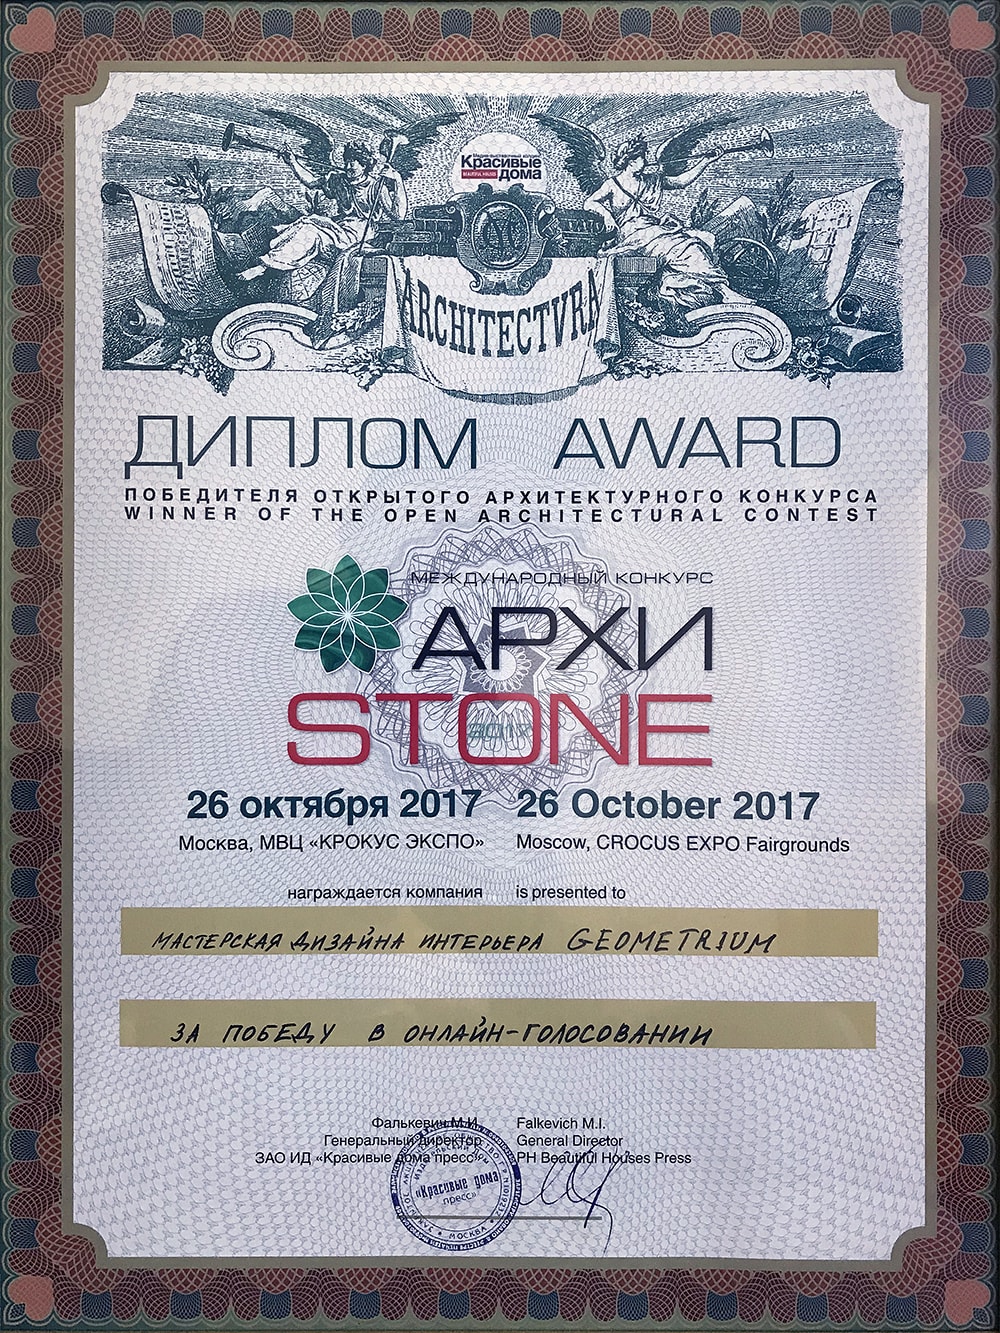 Красивые
BEAUTIFUL HOUSES
дома
ARCHITECTVRA
ДИПЛОМ AWARD
ПОБЕДИТЕЛЯ ОТКРЫТОГО АРХИТЕКТУРНОГО КОНКУРСА
WINNER OF THE OPEN ARCHITECTURAL CONTEST
МЕЖДУНАРОДНЫЙ КОНКУРС
АРХИ
STONE
26 октября 2017 26 October 2017
Москва, МВЦ «КРОКУС ЭКСПО» Moscow, CROCUS EXPO Fairgrounds
награждается компания is presented to
МАСТЕРСКАЯ ДИЗАЙНА ИНТЕРЬЕРА GEOMETRIUM
ЗА ПОБЕДУ В ОНЛАЙН-ГОЛОСОВАНИИ
Фалькевич М.И. Falkevich M.I.
Генеральный директор General Director
ЗАО ИД «Красивые дома пресс» PH Beautiful Houses Press
«Красивые дома
пресс»
МОСКВА